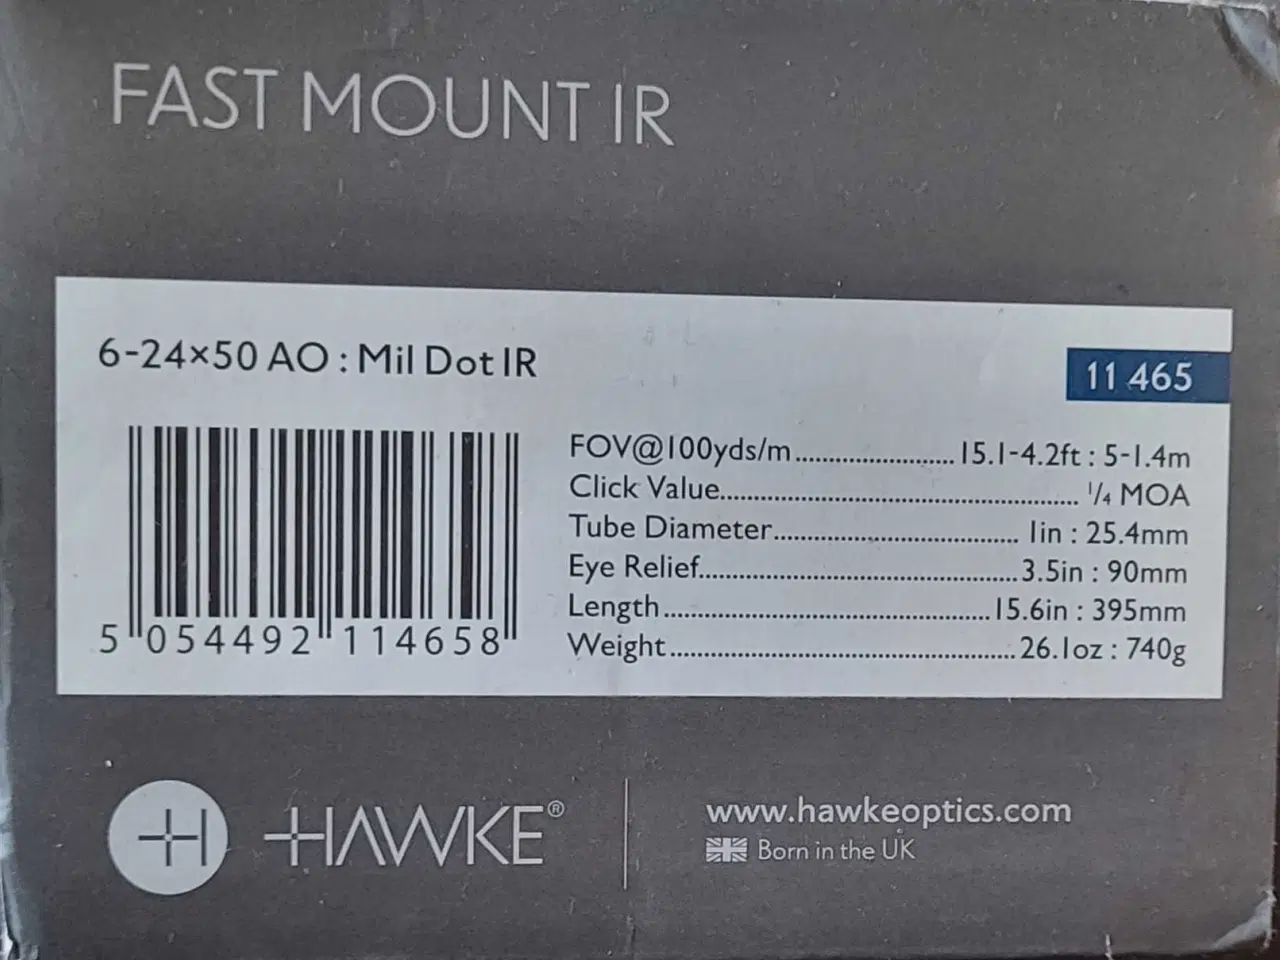 FAST MOUNT IR
6-24×50 AO : Mil Dot IR
11 465
FOV@100yds/m........................ 15.1-4.2ft : 5-1.4m
Click Value...................................................... ¼ MOA
Tube Diameter..................................... 1in : 25.4mm
Eye Relief................................................3.5in : 90mm
Length.................................................15.6in : 395mm
Weight.................................................... 26.1oz : 740g
5 054492 114658
HAWKE®
www.hawkeoptics.com
Born in the UK